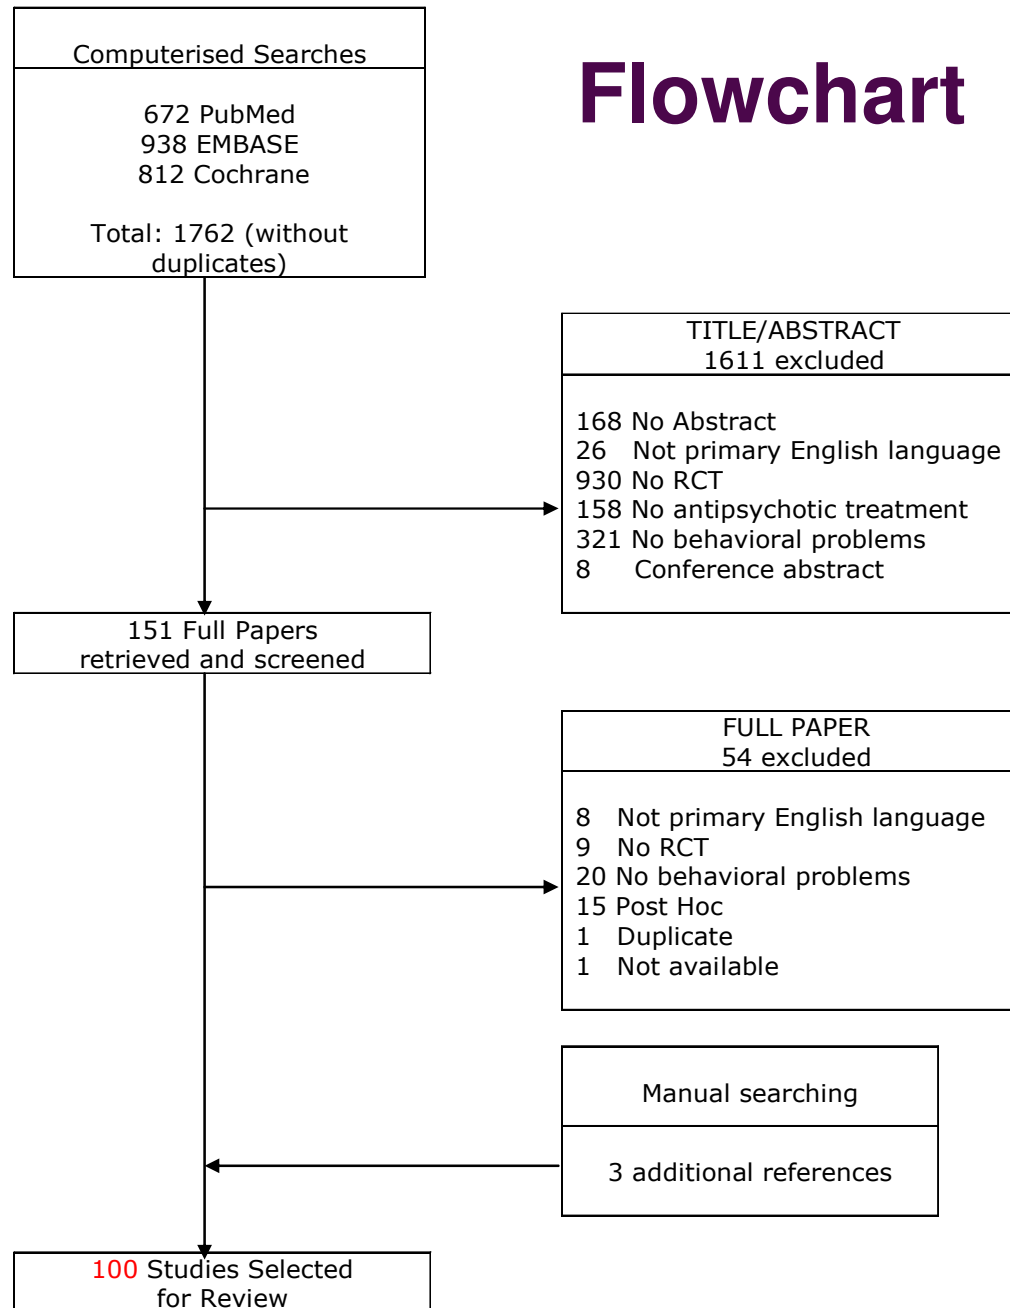 Flowchart
Computerised Searches
672 PubMed
938 EMBASE
812 Cochrane
Total: 1762 (without
duplicates)
TITLE/ABSTRACT
1611 excluded
168 No Abstract
26 Not primary English language
930 No RCT
158 No antipsychotic treatment
321 No behavioral problems
8 Conference abstract
151 Full Papers
retrieved and screened
FULL PAPER
54 excluded
8 Not primary English language
9 No RCT
20 No behavioral problems
15 Post Hoc
1 Duplicate
1 Not available
Manual searching
3 additional references
100 Studies Selected
for Review